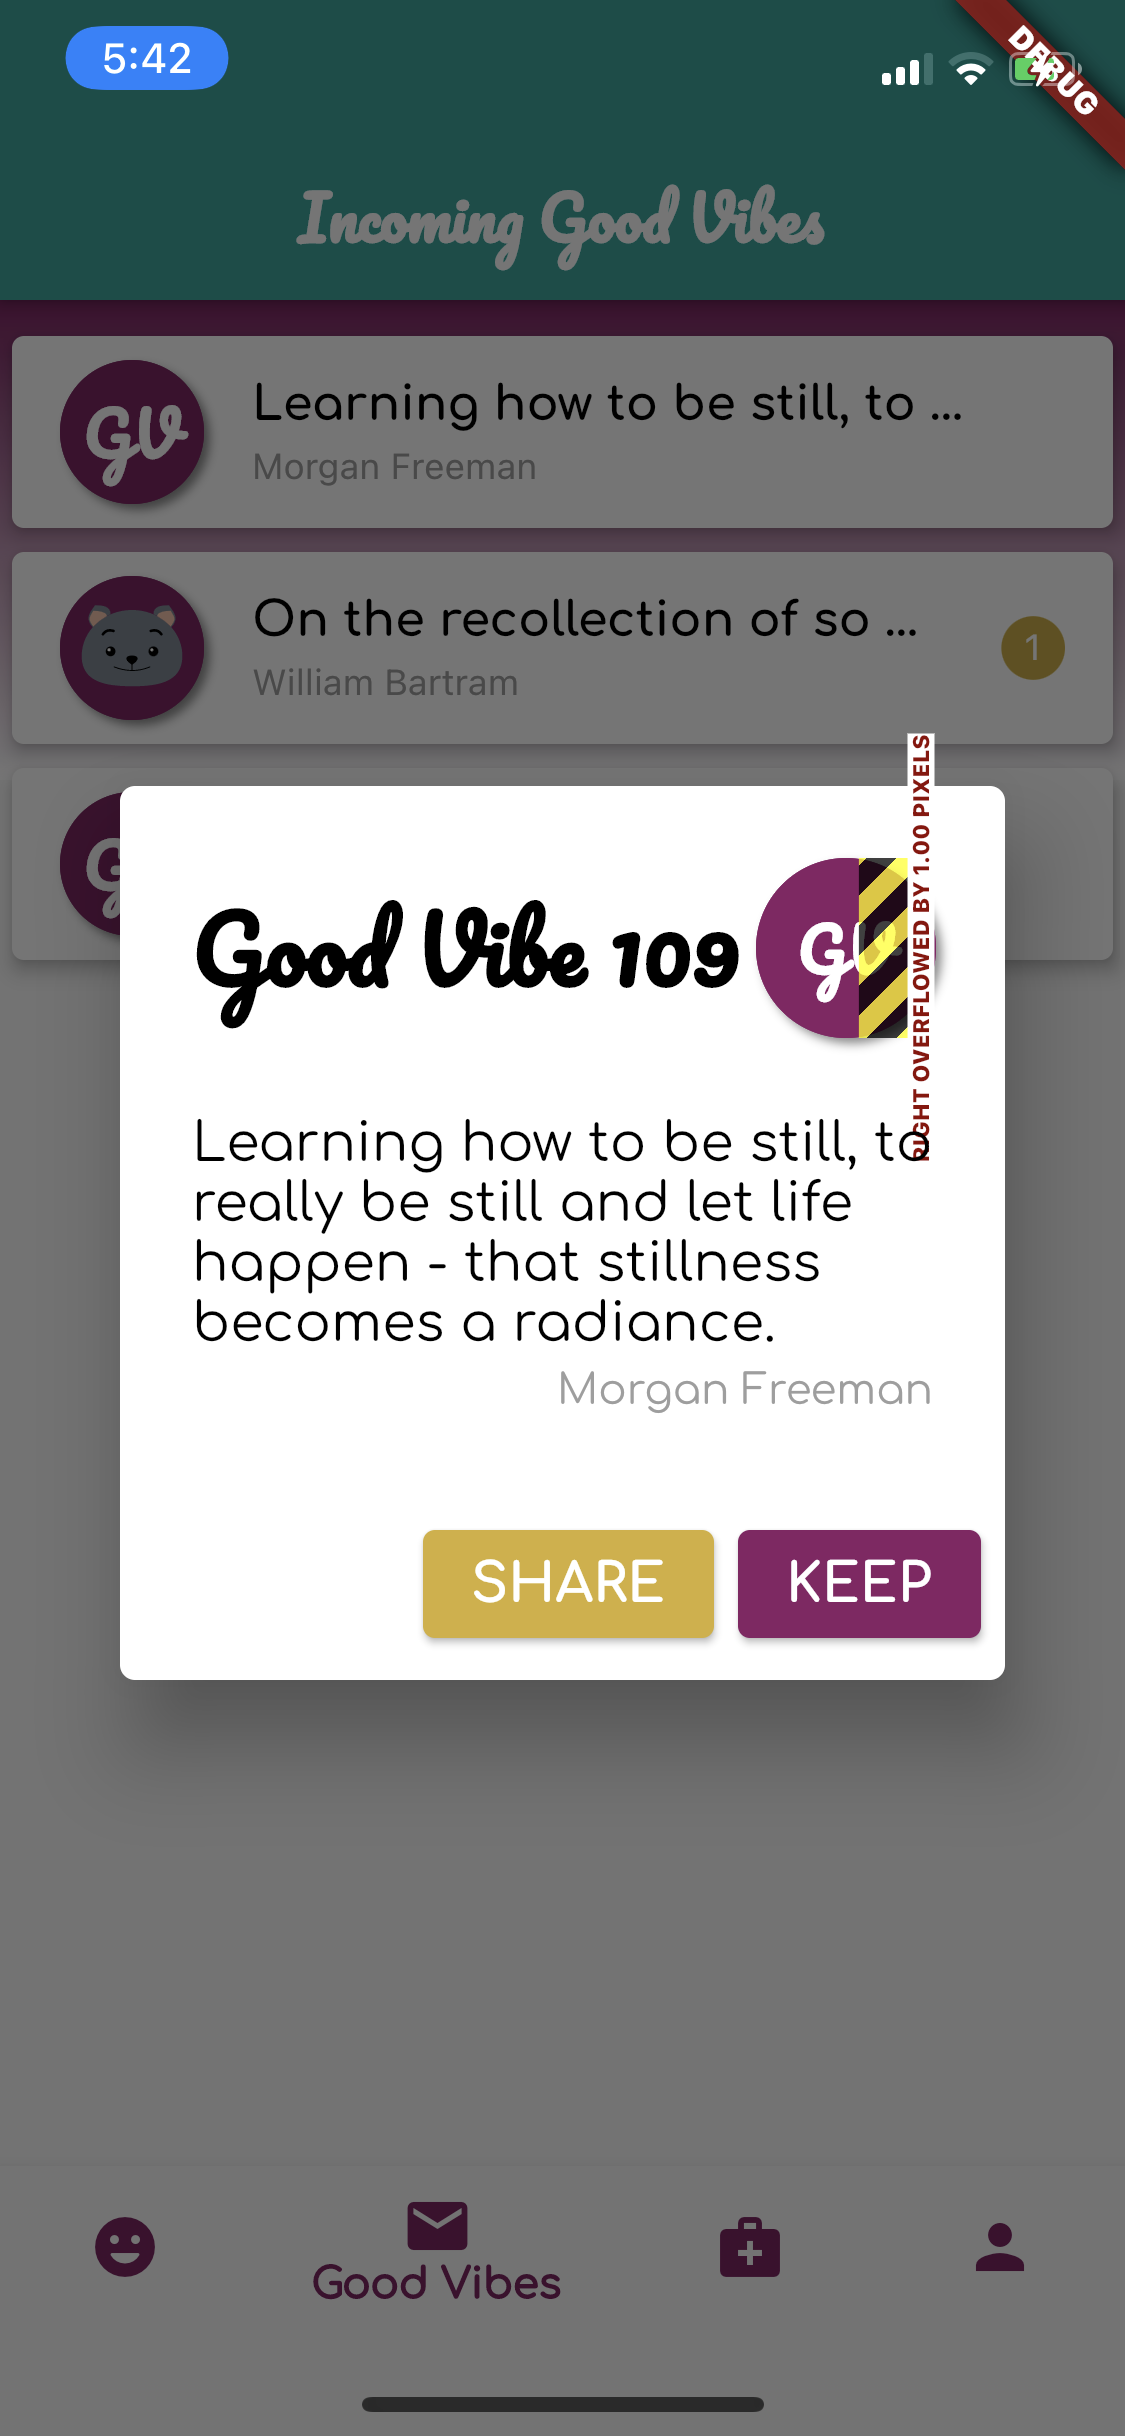 5:42
DEBUG
Incoming Good Vibes
GV
Learning how to be still, to ...
Morgan Freeman
On the recollection of so ...
William Bartram
1
G
Good Vibe 109
GV
RIGHT OVERFLOWED BY 1.00 PIXELS
Learning how to be still, to
really be still and let life
happen - that stillness
becomes a radiance.
Morgan Freeman
SHARE
KEEP
Good Vibes